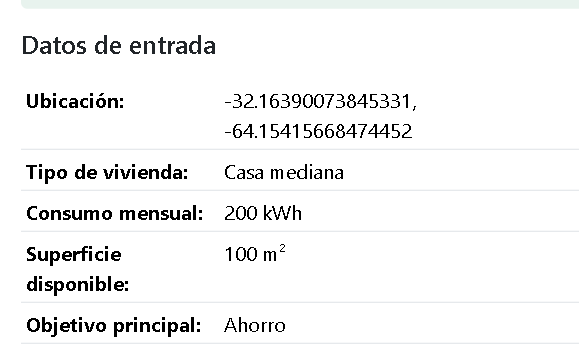 Datos de entrada
Ubicación: -32.16390073845331,
-64.15415668474452
Tipo de vivienda: Casa mediana
Consumo mensual: 200 kWh
Superficie 100 m²
disponible:
Objetivo principal: Ahorro